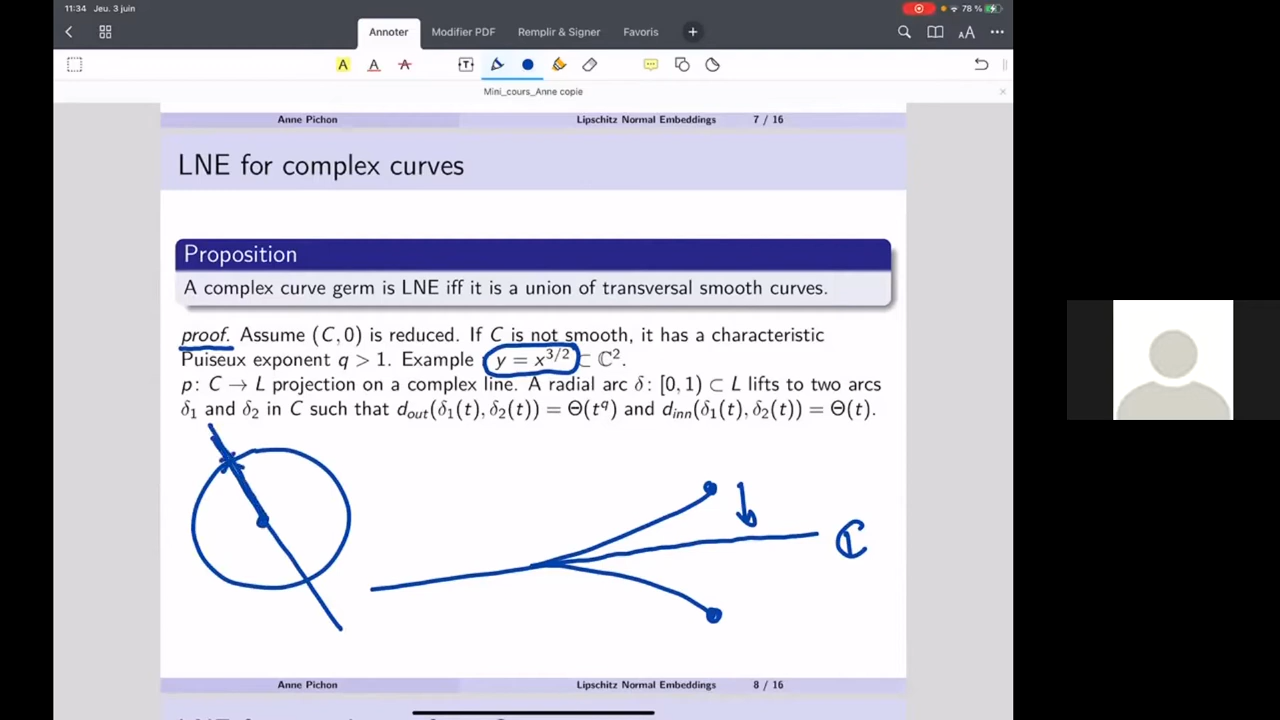 11:34 Jeu. 3 juin
78 %
Annoter Modifier PDF Remplir & Signer Favoris
Mini_cours_Anne copie
Anne Pichon Lipschitz Normal Embeddings 7 / 16
LNE for complex curves
Proposition
A complex curve germ is LNE iff it is a union of transversal smooth curves.
proof. Assume (C, 0) is reduced. If C is not smooth, it has a characteristic
Puiseux exponent q > 1. Example y = x^{3/2} ⊂ ℂ².
p: C → L projection on a complex line. A radial arc δ: [0, 1) ⊂ L lifts to two arcs
δ₁ and δ₂ in C such that d_{out}(δ₁(t), δ₂(t)) = Θ(t^q) and d_{inn}(δ₁(t), δ₂(t)) = Θ(t).
ℂ
Anne Pichon Lipschitz Normal Embeddings 8 / 16